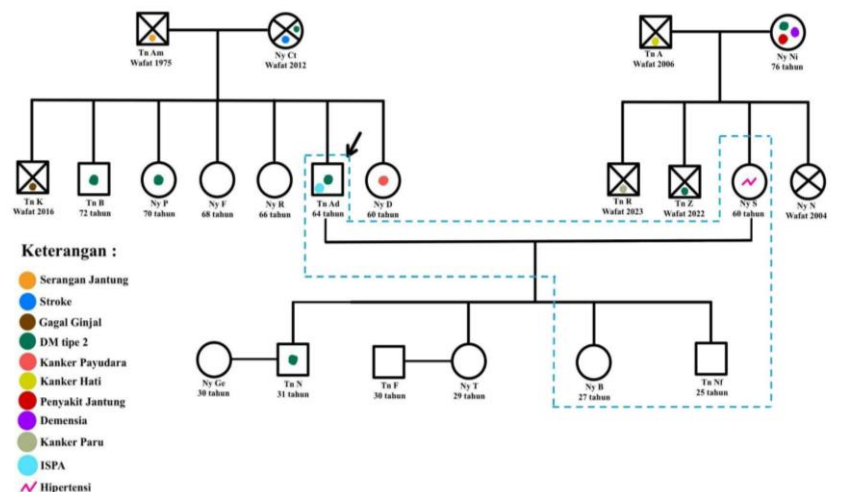 Tn Am
Wafat 1975
Ny Ct
Wafat 2012
Tn A
Wafat 2006
Ny Ni
76 tahun
Tn K
Wafat 2016
Tn B
72 tahun
Ny P
70 tahun
Ny F
68 tahun
Ny R
66 tahun
Tn Ad
64 tahun
Ny D
60 tahun
Tn R
Wafat 2023
Tn Z
Wafat 2022
Ny S
60 tahun
Ny N
Wafat 2004
Keterangan :
Serangan Jantung
Stroke
Gagal Ginjal
DM tipe 2
Kanker Payudara
Kanker Hati
Penyakit Jantung
Demensia
Kanker Paru
ISPA
Hipertensi
Ny Ge
30 tahun
Tn N
31 tahun
Tn F
30 tahun
Ny T
29 tahun
Ny B
27 tahun
Tn Nf
25 tahun